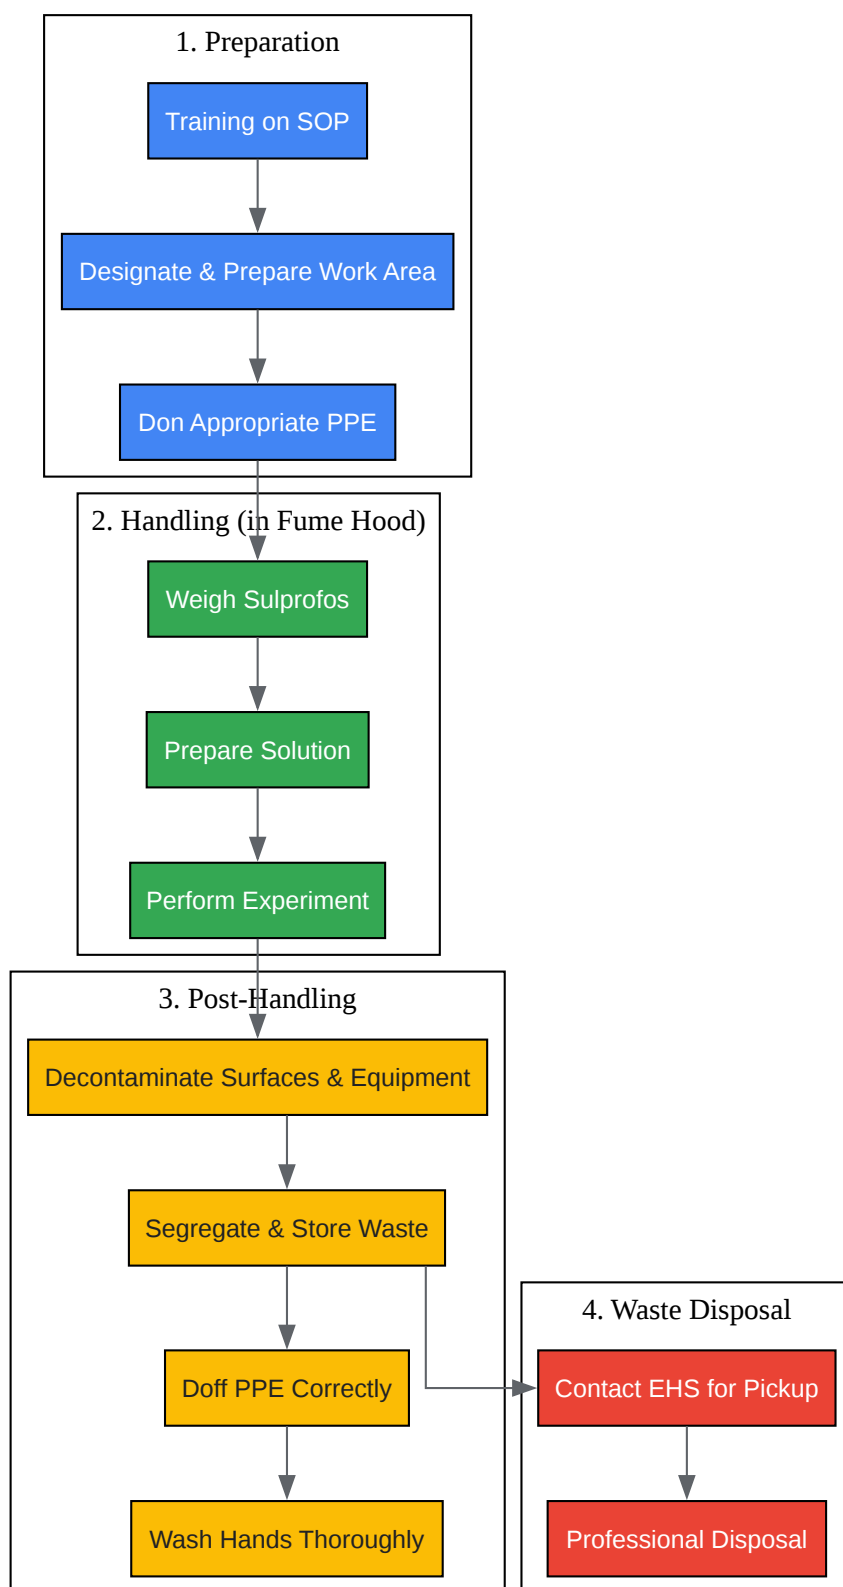 1. Preparation
Training on SOP
Designate & Prepare Work Area
Don Appropriate PPE
2. Handling (in Fume Hood)
Weigh Sulprofos
Prepare Solution
Perform Experiment
3. Post-Handling
Decontaminate Surfaces & Equipment
Segregate & Store Waste
Doff PPE Correctly
Wash Hands Thoroughly
4. Waste Disposal
Contact EHS for Pickup
Professional Disposal